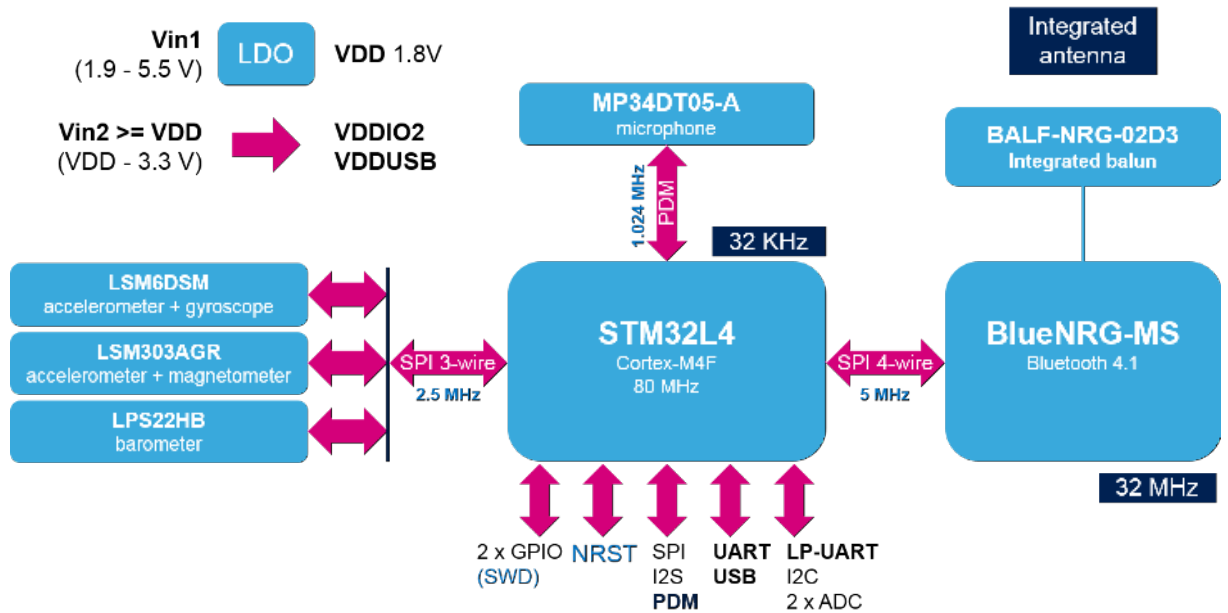 Vin1
(1.9 - 5.5 V)
LDO
VDD 1.8V
Vin2 >= VDD
(VDD - 3.3 V)
VDDIO2
VDDUSB
Integrated
antenna
MP34DT05-A
microphone
BALF-NRG-02D3
Integrated balun
1.024 MHz
PDM
32 KHz
LSM6DSM
accelerometer + gyroscope
LSM303AGR
accelerometer + magnetometer
LPS22HB
barometer
SPI 3-wire
2.5 MHz
STM32L4
Cortex-M4F
80 MHz
SPI 4-wire
5 MHz
BlueNRG-MS
Bluetooth 4.1
32 MHz
2 x GPIO
(SWD)
NRST
SPI
I2S
PDM
UART
USB
LP-UART
I2C
2 x ADC